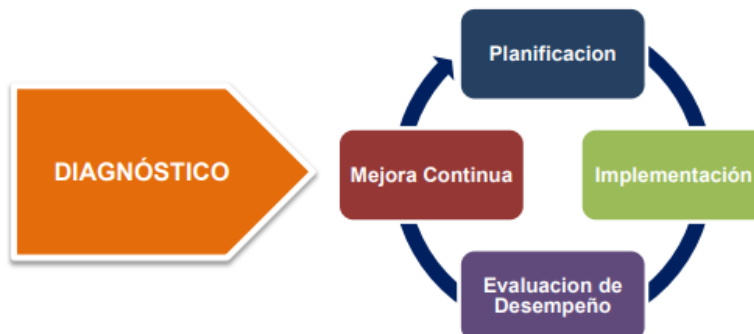 Planificacion
DIAGNÓSTICO
Mejora Continua
Implementación
Evaluacion de
Desempeño